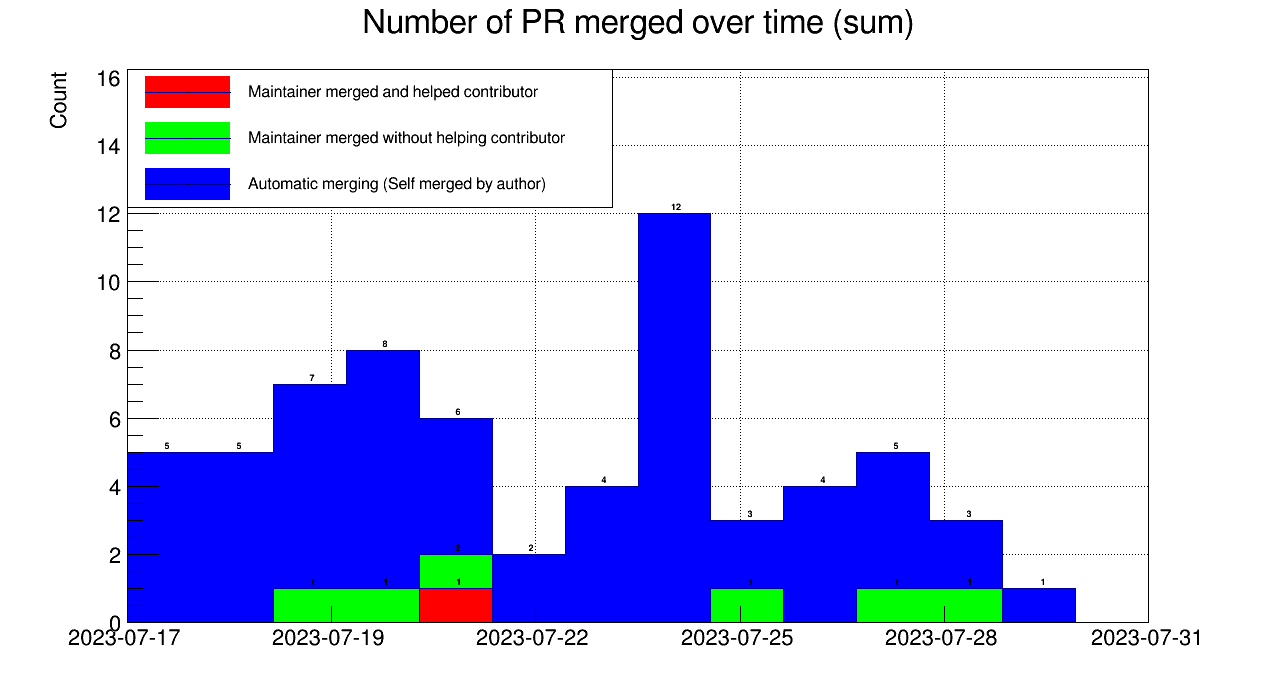 Number of PR merged over time (sum)
Count
16
14
12
10
8
6
4
2
0
Maintainer merged and helped contributor
Maintainer merged without helping contributor
Automatic merging (Self merged by author)
5 5 7 8 6 2 4 12 3 4 5 3 1
2
1 1 1 1 1 1
2023-07-17 2023-07-19 2023-07-22 2023-07-25 2023-07-28 2023-07-31